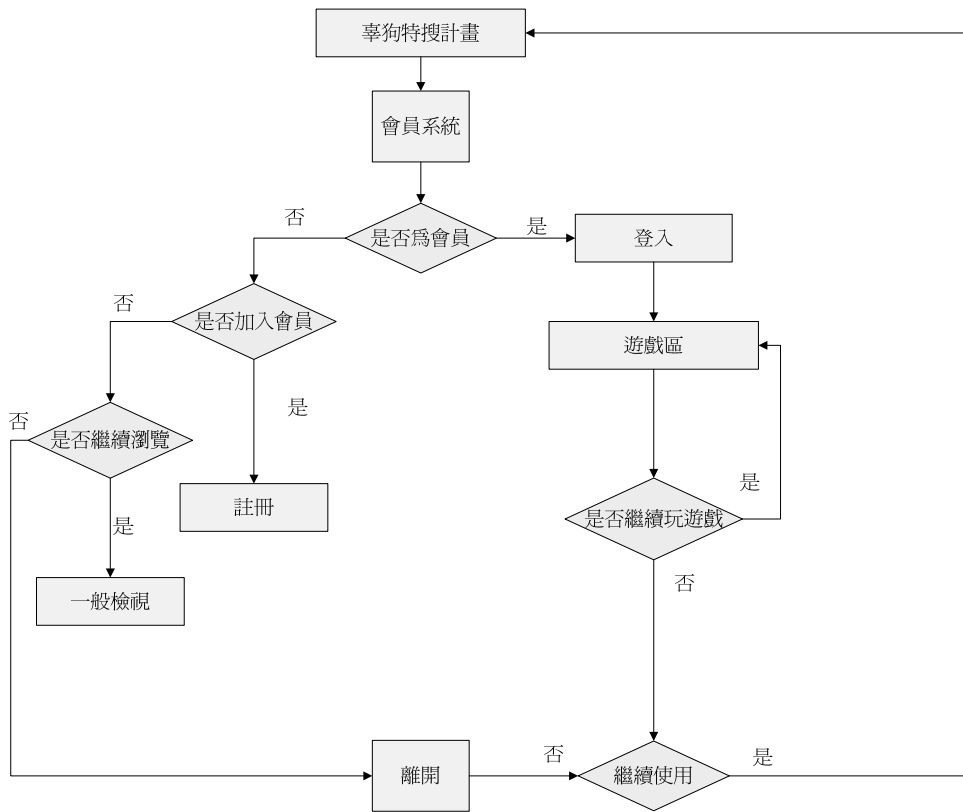 辜狗特搜計畫
會員系統
否
是否為會員
是
登入
否
是否加入會員
遊戲區
是
否
是否繼續瀏覽
是
註冊
是否繼續玩遊戲
是
否
一般檢視
離開
否
繼續使用
是